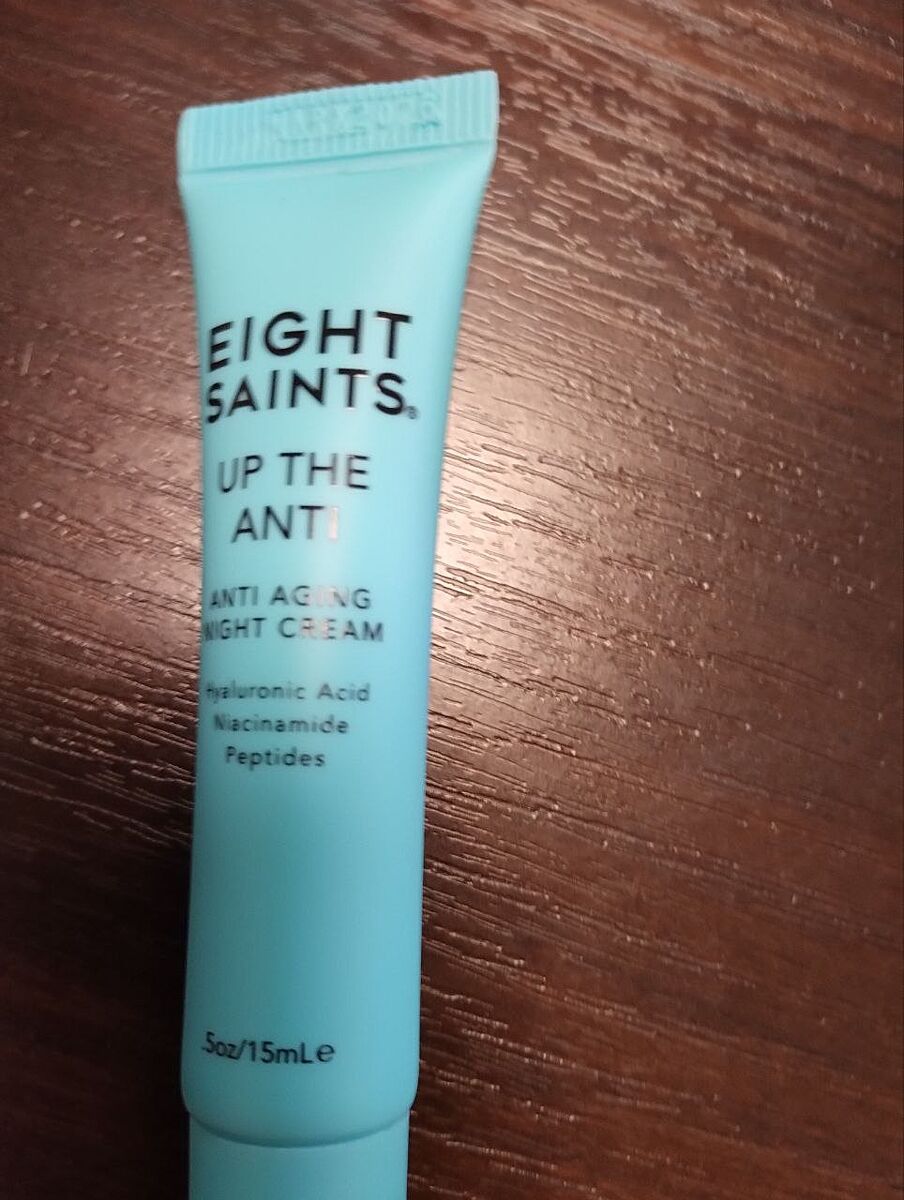 EIGHT
SAINTS®
UP THE
ANTI
ANTI AGING
NIGHT CREAM
Hyaluronic Acid
Niacinamide
Peptides
.5oz/15mL℮